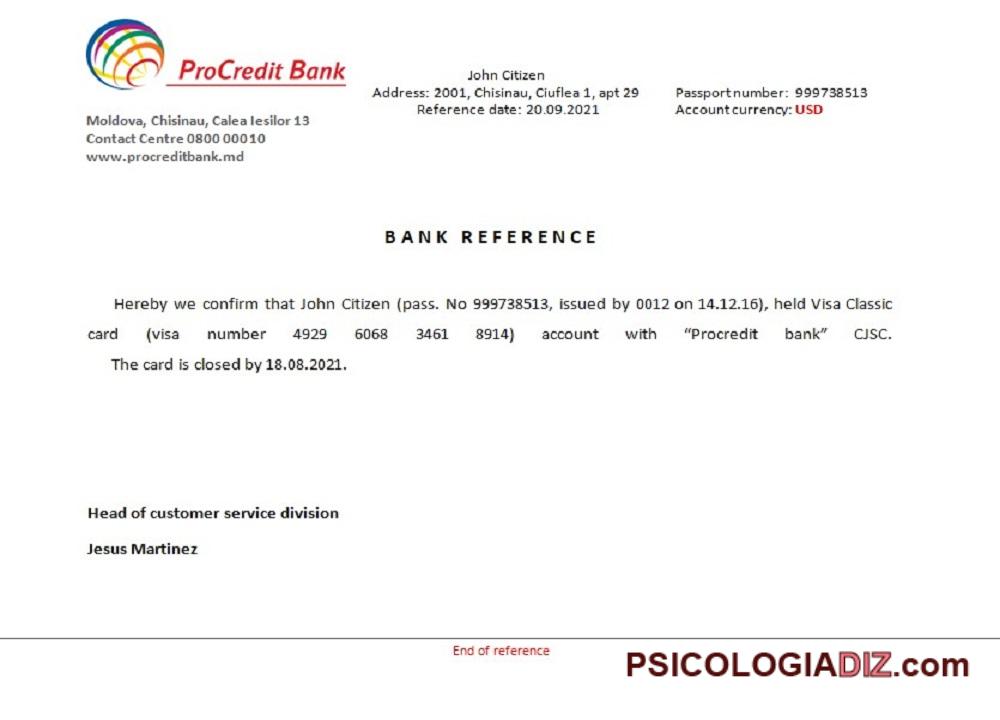 ProCredit Bank
Moldova, Chisinau, Calea Iesilor 13
Contact Centre 0800 00010
www.procreditbank.md
John Citizen
Address: 2001, Chisinau, Ciuflea 1, apt 29
Reference date: 20.09.2021
Passport number: 999738513
Account currency: USD
BANK REFERENCE
Hereby we confirm that John Citizen (pass. No 999738513, issued by 0012 on 14.12.16), held Visa Classic
card (visa number 4929 6068 3461 8914) account with “Procredit bank” CJSC.
The card is closed by 18.08.2021.
Head of customer service division
Jesus Martinez
End of reference
PSICOLOGIADIZ.com